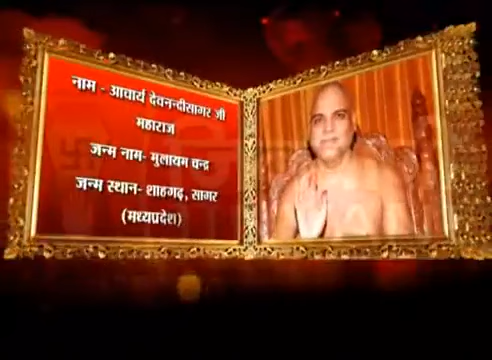 नाम - आचार्य देवनन्दीसागर जी
महाराज
जन्म नाम- मुलायम चन्द्र
जन्म स्थान- शाहगढ़, सागर
(मध्यप्रदेश)